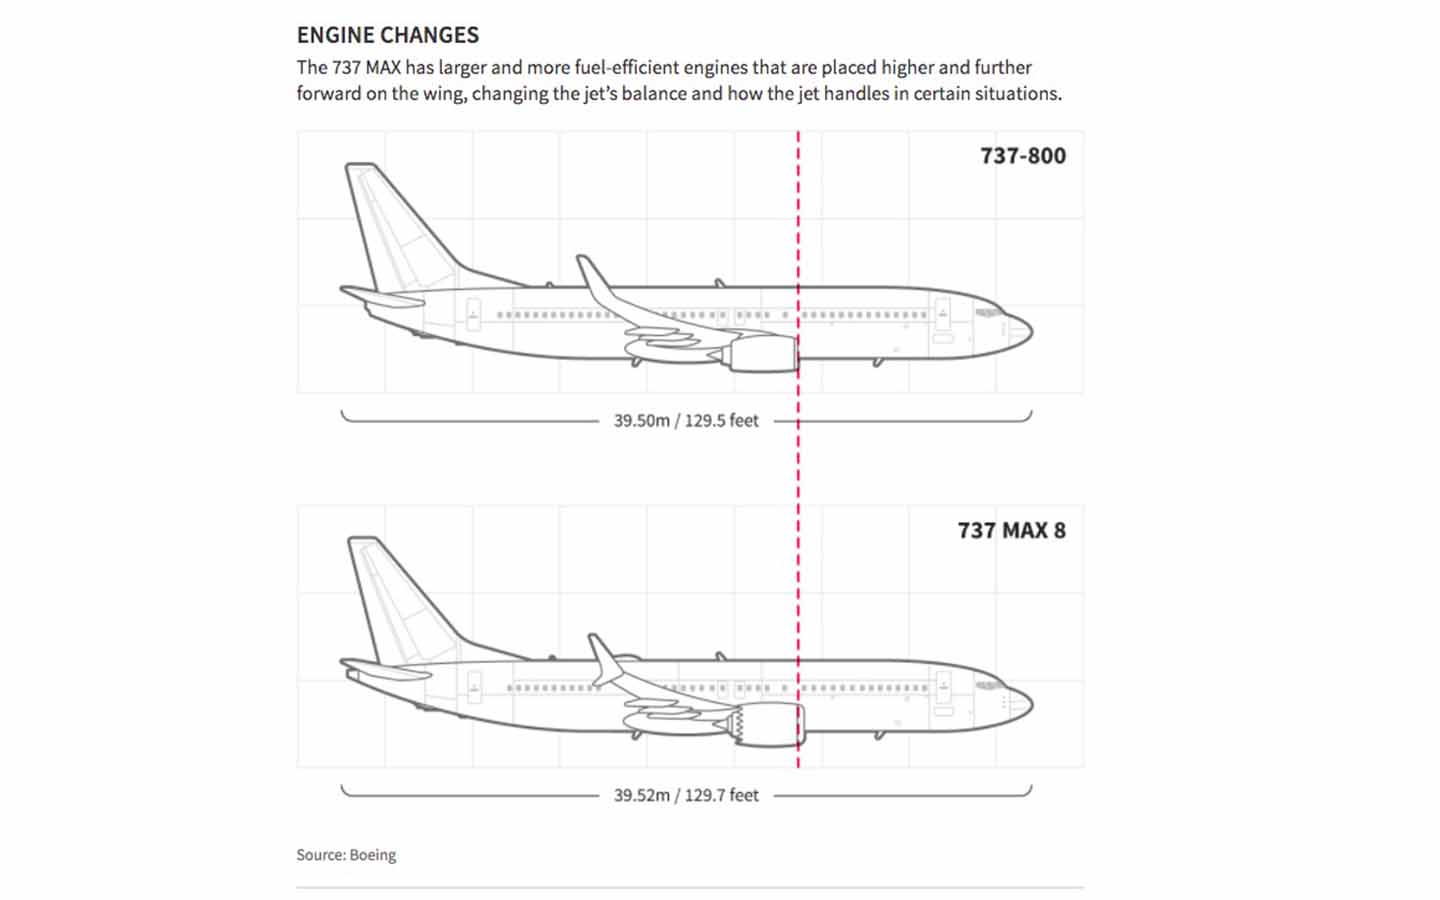 ENGINE CHANGES
The 737 MAX has larger and more fuel-efficient engines that are placed higher and further
forward on the wing, changing the jet’s balance and how the jet handles in certain situations.
737-800
39.50m / 129.5 feet
737 MAX 8
39.52m / 129.7 feet
Source: Boeing